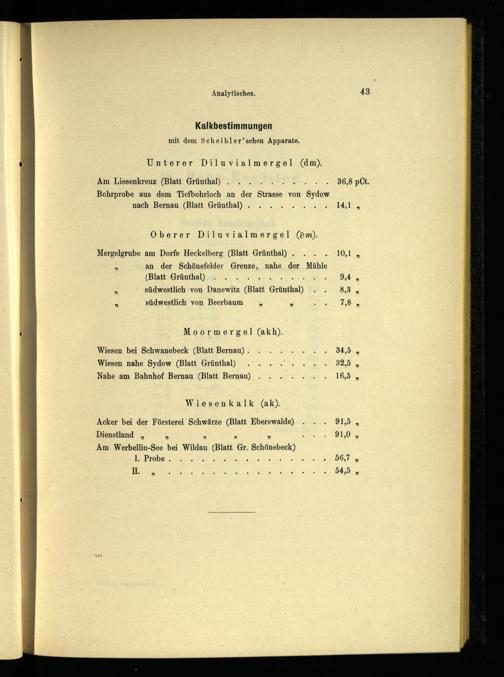 Analytisches. 43
Kalkbestimmungen
mit dem Scheibler'schen Apparate.
Unterer Diluvialmergel (dm).
Am Liesenkreuz (Blatt Grünthal) . . . . . . . . . . 36,8 pCt.
Bohrprobe aus dem Tiefbohrloch an der Strasse von Sydow
nach Bernau (Blatt Grünthal) . . . . . . . . 14,1 „
Oberer Diluvialmergel (∂m).
Mergelgrube am Dorfe Heckelberg (Blatt Grünthal) . . . . 10,1 „
„ an der Schönefelder Grenze, nahe der Mühle
(Blatt Grünthal) . . . . . . . . . . . 9,4 „
„ südwestlich von Danewitz (Blatt Grünthal) . . 8,3 „
„ südwestlich von Beerbaum „ „ . . 7,8 „
Moormergel (akh).
Wiesen bei Schwanebeck (Blatt Bernau) . . . . . . . . 34,5 „
Wiesen nahe Sydow (Blatt Grünthal) . . . . . . . . 32,5 „
Nahe am Bahnhof Bernau (Blatt Bernau) . . . . . . . 16,5 „
Wiesenkalk (ak).
Acker bei der Försterei Schwärze (Blatt Eberswalde) . . . 91,5 „
Dienstland „ „ „ „ „ . . . 91,0 „
Am Werbellin-See bei Wildau (Blatt Gr. Schönebeck)
I. Probe . . . . . . . . . . . . . . . 56,7 „
II. „ . . . . . . . . . . . . . . . . 54,5 „